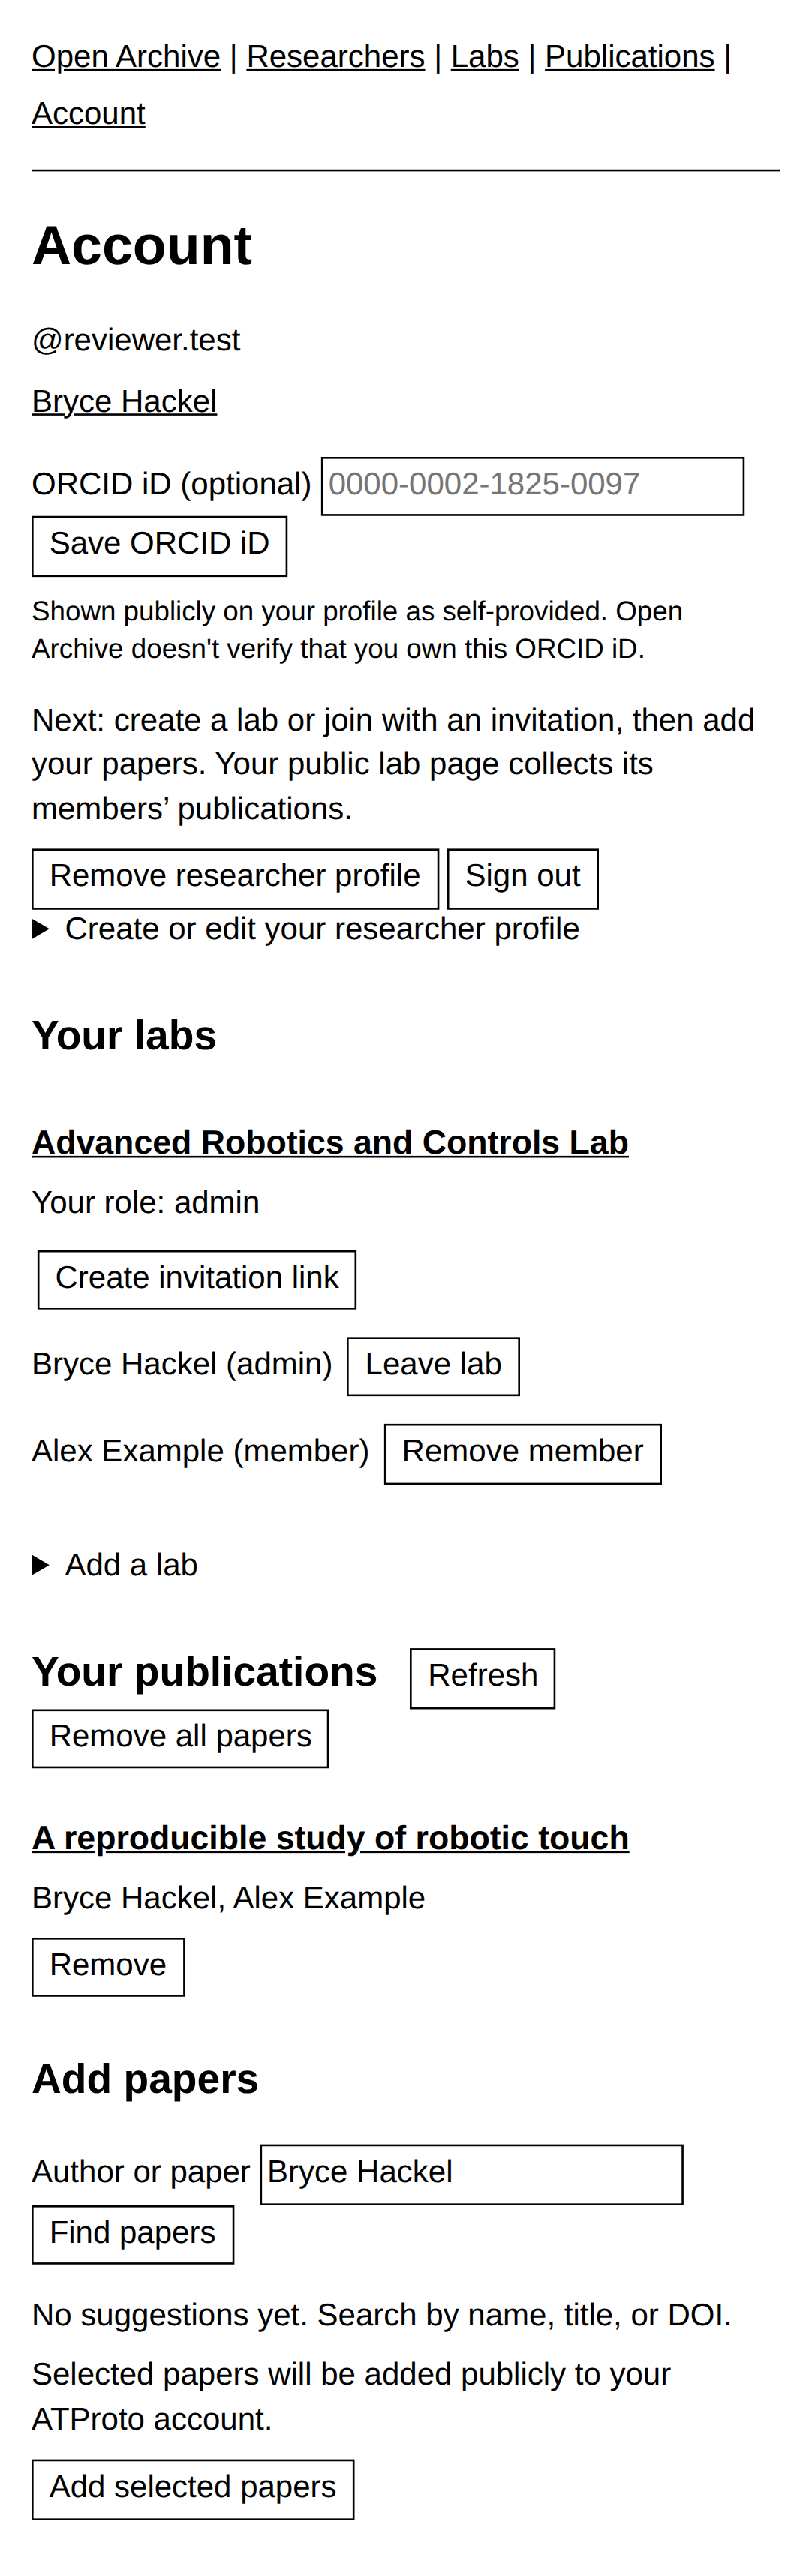 Open Archive | Researchers | Labs | Publications |
Account
Account
@reviewer.test
Bryce Hackel
ORCID iD (optional) 0000-0002-1825-0097
Save ORCID iD
Shown publicly on your profile as self-provided. Open
Archive doesn't verify that you own this ORCID iD.
Next: create a lab or join with an invitation, then add
your papers. Your public lab page collects its
members’ publications.
Remove researcher profile Sign out
Create or edit your researcher profile
Your labs
Advanced Robotics and Controls Lab
Your role: admin
Create invitation link
Bryce Hackel (admin) Leave lab
Alex Example (member) Remove member
Add a lab
Your publications Refresh
Remove all papers
A reproducible study of robotic touch
Bryce Hackel, Alex Example
Remove
Add papers
Author or paper Bryce Hackel
Find papers
No suggestions yet. Search by name, title, or DOI.
Selected papers will be added publicly to your
ATProto account.
Add selected papers